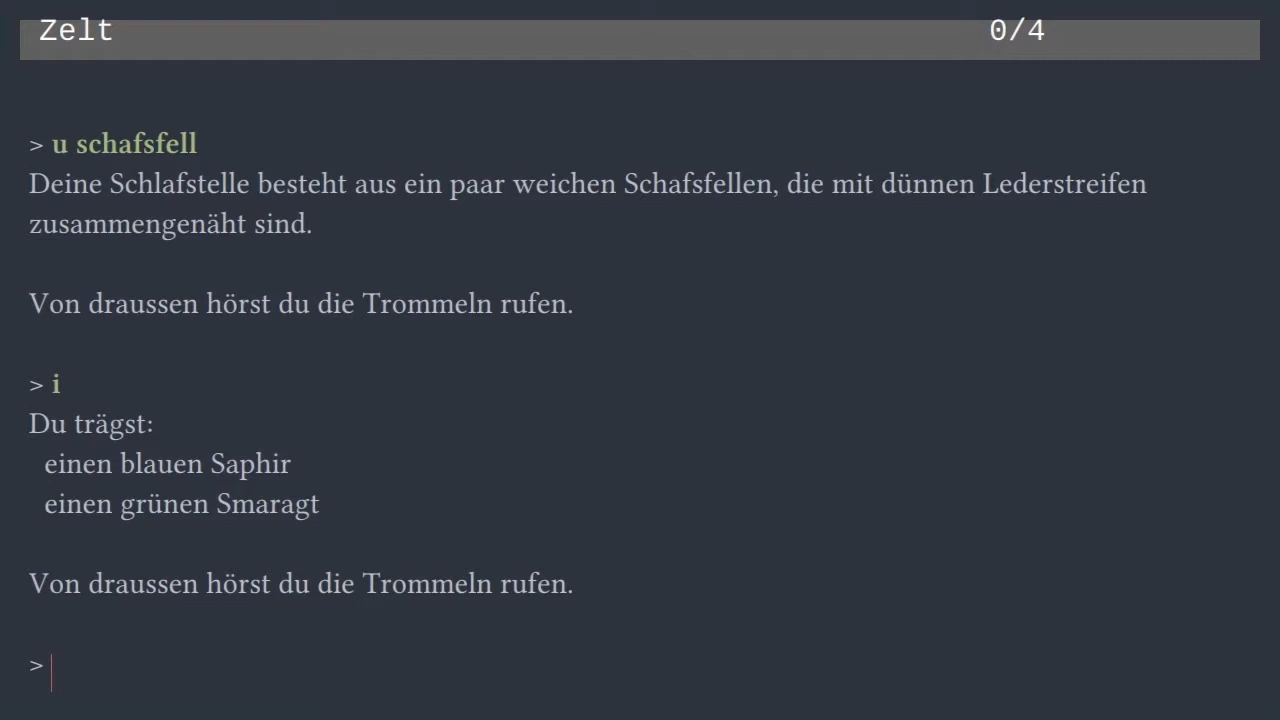 Zelt 0/4
> u schafsfell
Deine Schlafstelle besteht aus ein paar weichen Schafsfellen, die mit dünnen Lederstreifen
zusammengenäht sind.
Von draussen hörst du die Trommeln rufen.
> i
Du trägst:
einen blauen Saphir
einen grünen Smaragt
Von draussen hörst du die Trommeln rufen.
>